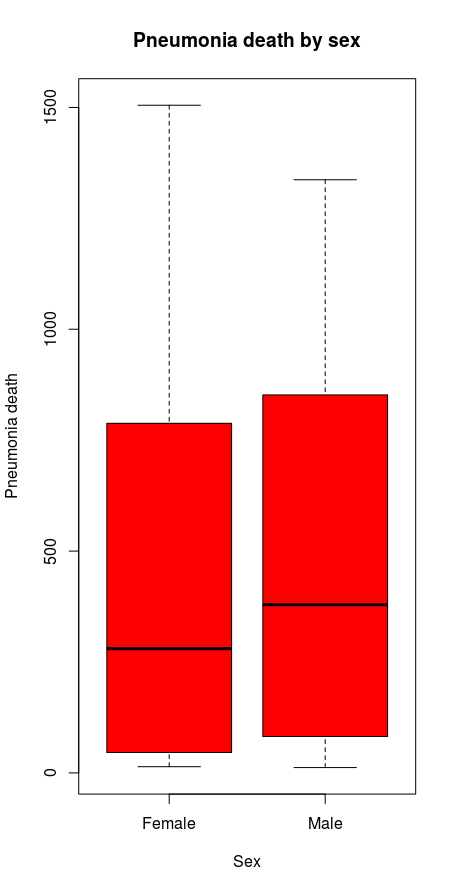 Pneumonia death by sex
1500
1000
500
0
Pneumonia death
Female
Male
Sex